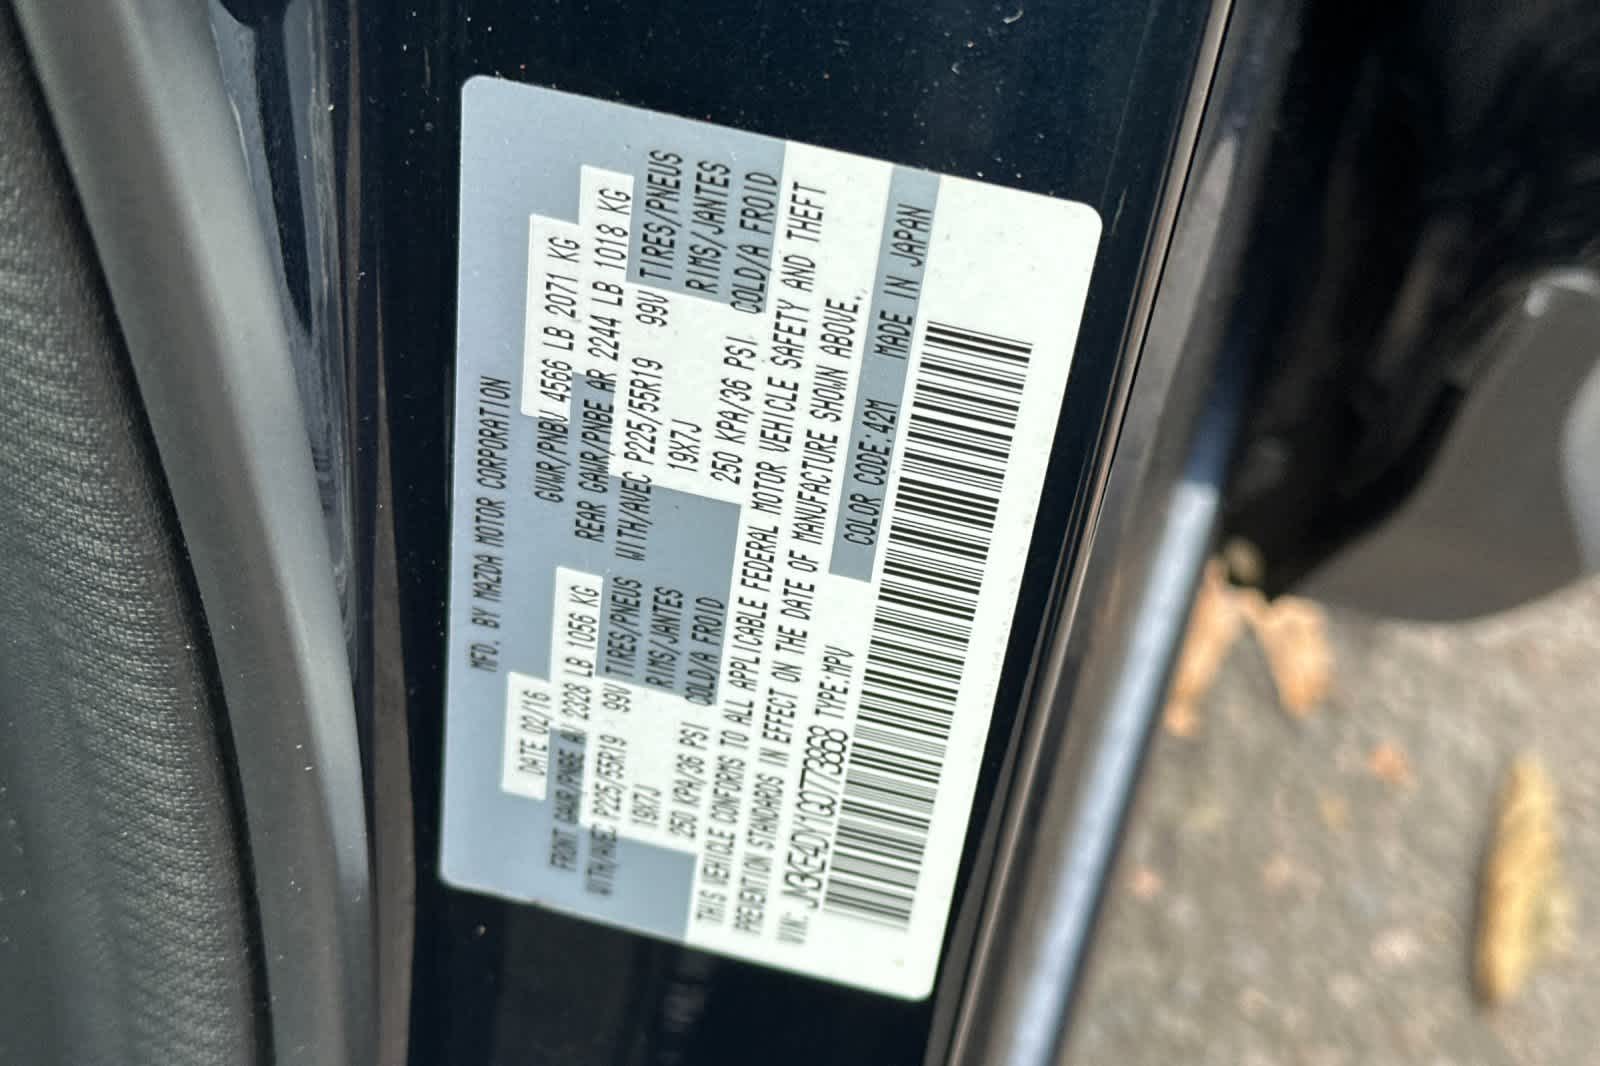 MFD. BY MAZDA MOTOR CORPORATION
DATE 02/16 GVWR/PNBV 4566 LB 2071 KG
FRONT GAWR/PNBE AV 2328 LB 1056 KG REAR GAWR/PNBE AR 2244 LB 1018 KG
WITH/AVEC P225/55R19 99V TIRES/PNEUS WITH/AVEC P225/55R19 99V TIRES/PNEUS
19X7J RIMS/JANTES 19X7J RIMS/JANTES
250 KPA/36 PSI COLD/A FROID 250 KPA/36 PSI COLD/A FROID
THIS VEHICLE CONFORMS TO ALL APPLICABLE FEDERAL MOTOR VEHICLE SAFETY AND THEFT
PREVENTION STANDARDS IN EFFECT ON THE DATE OF MANUFACTURE SHOWN ABOVE.
VIN: JM3KE4DY1G0773868 TYPE:MPV COLOR CODE:42M MADE IN JAPAN